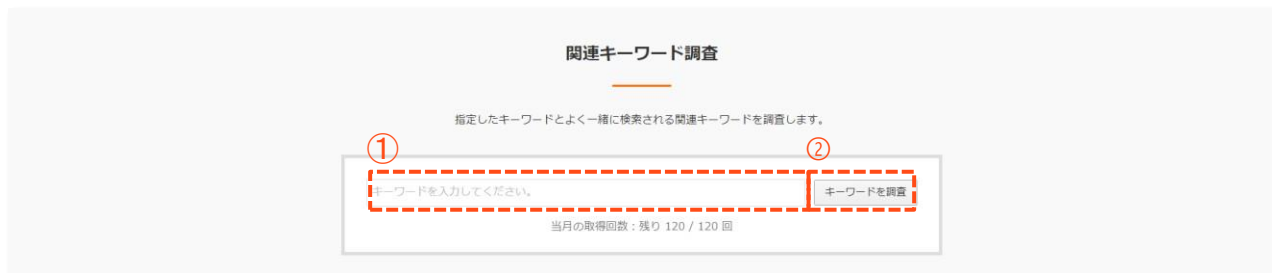 関連キーワード調査
指定したキーワードとよく一緒に検索される関連キーワードを調査します。
① ②
キーワードを入力してください。 キーワードを調査
当月の取得回数：残り 120 / 120 回